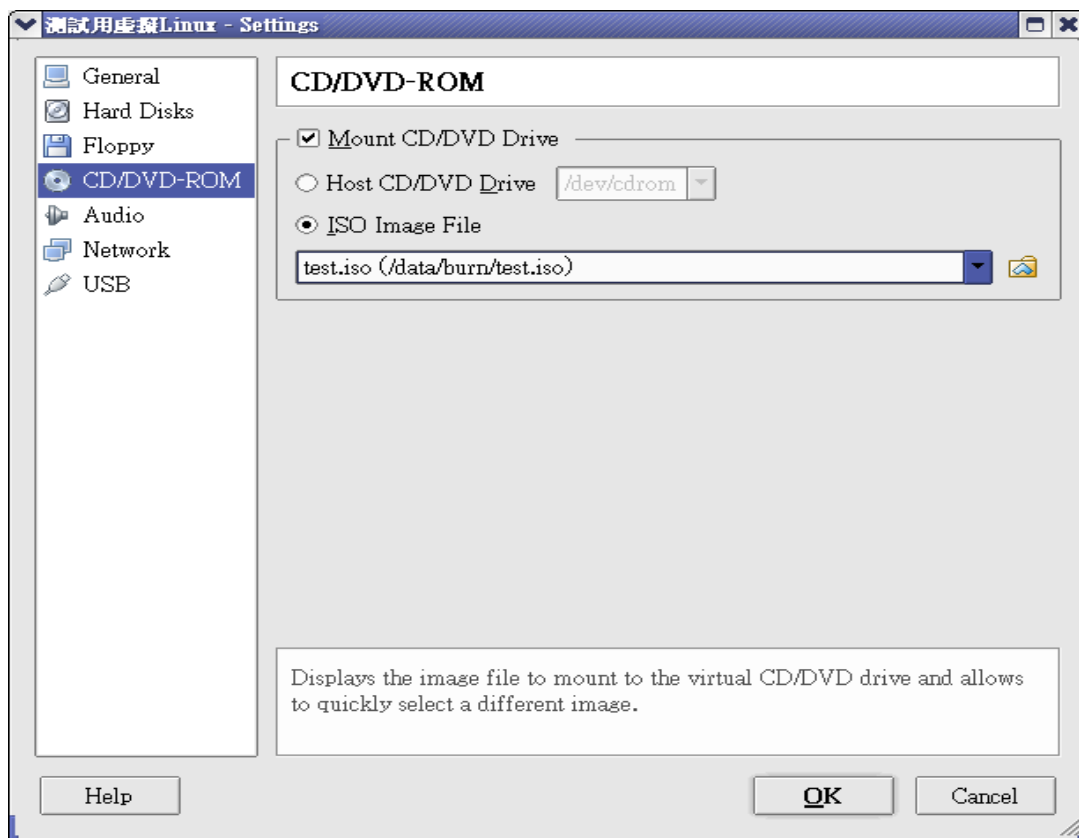 測試用虛擬Linux - Settings
General
Hard Disks
Floppy
CD/DVD-ROM
Audio
Network
USB
CD/DVD-ROM
Mount CD/DVD Drive
Host CD/DVD Drive /dev/cdrom
ISO Image File
test.iso (/data/burn/test.iso)
Displays the image file to mount to the virtual CD/DVD drive and allows
to quickly select a different image.
Help
OK
Cancel